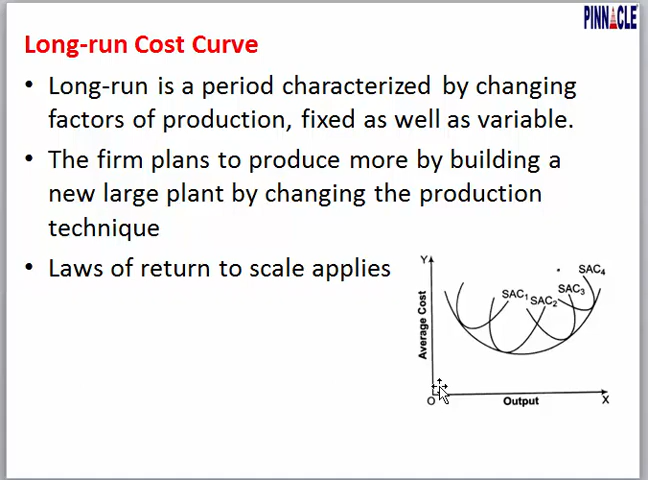 PINNACLE
Long-run Cost Curve
• Long-run is a period characterized by changing
factors of production, fixed as well as variable.
• The firm plans to produce more by building a
new large plant by changing the production
technique
• Laws of return to scale applies
Y
SAC₄
SAC₃
SAC₁
SAC₂
Average Cost
O
Output
X